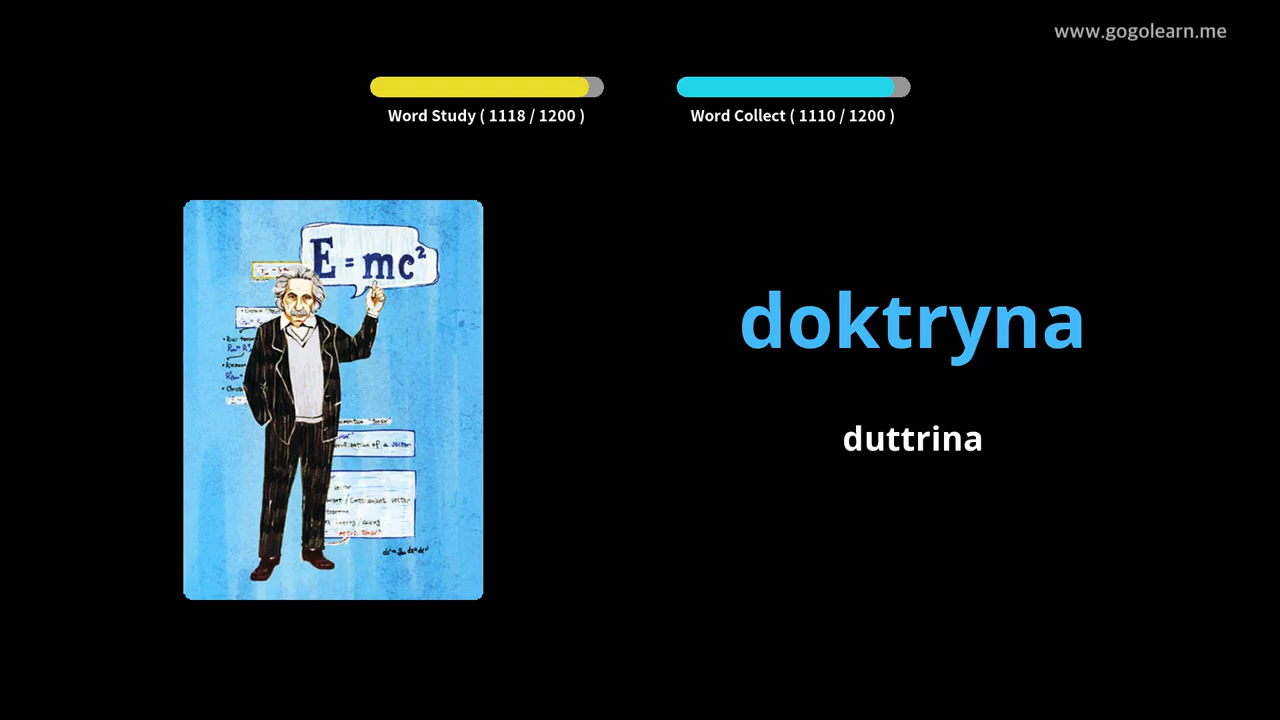 www.gogolearn.me
Word Study ( 1118 / 1200 )
Word Collect ( 1110 / 1200 )
E = mc²
doktryna
duttrina